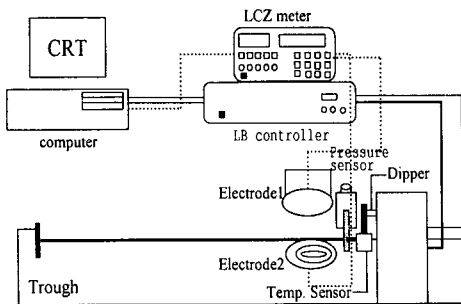 LCZ meter
CRT
computer
LB controller
Pressure
sensor
Dipper
Electrode1
Electrode2
Temp. Sensor
Trough